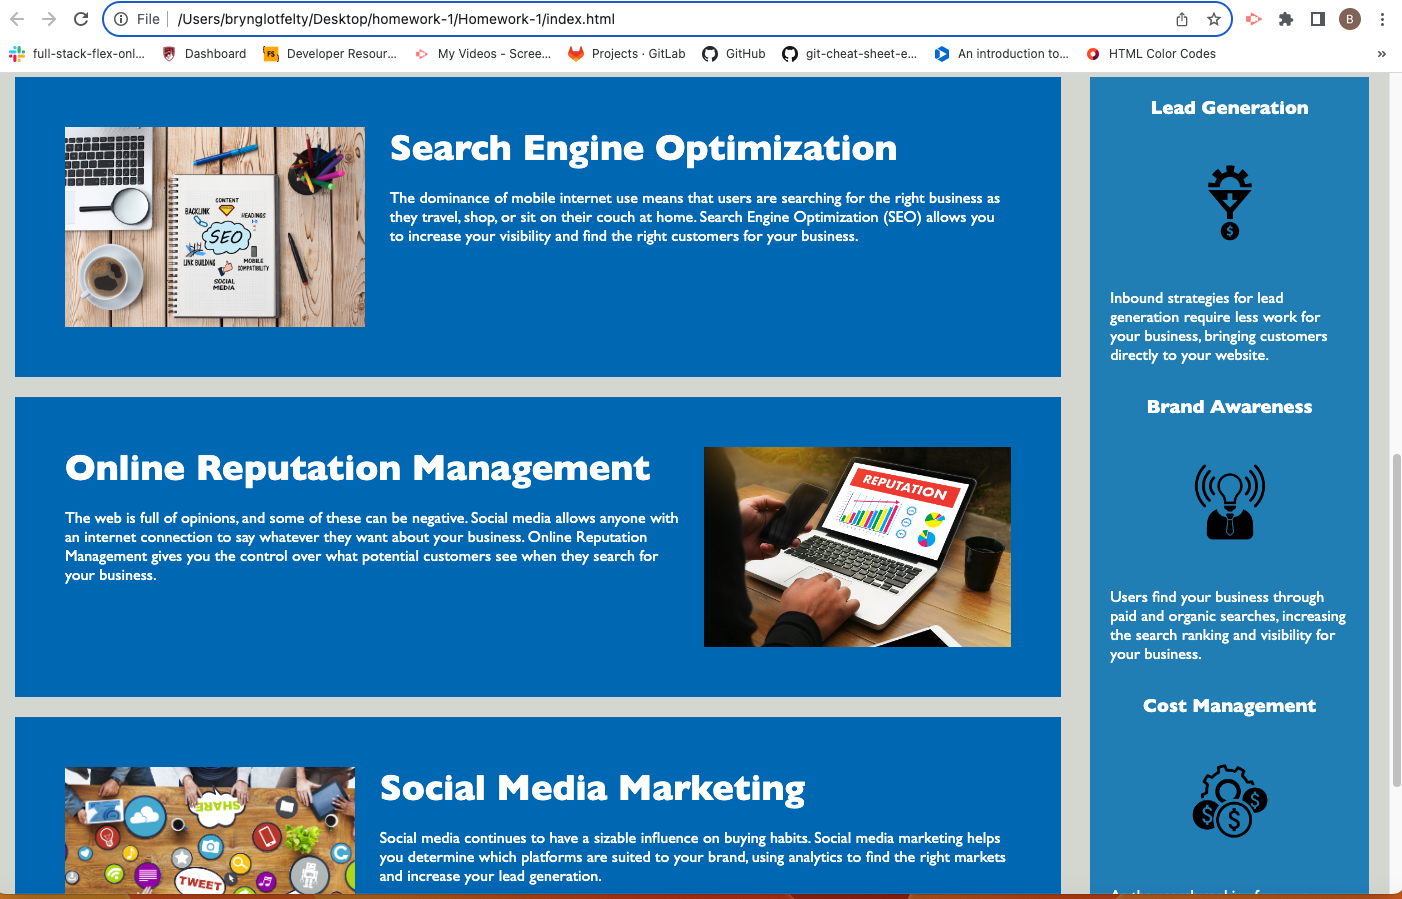 File
/Users/brynglotfelty/Desktop/homework-1/Homework-1/index.html
B
full-stack-flex-onl...
Dashboard
FS
Developer Resour...
My Videos - Scree...
Projects · GitLab
GitHub
git-cheat-sheet-e...
An introduction to...
HTML Color Codes
»
Search Engine Optimization
The dominance of mobile internet use means that users are searching for the right business as
they travel, shop, or sit on their couch at home. Search Engine Optimization (SEO) allows you
to increase your visibility and find the right customers for your business.
CONTENT
BACKLINK
HEADINGS
SEO
LINK BUILDING
MOBILE
COMPATIBILITY
SOCIAL
MEDIA
Online Reputation Management
The web is full of opinions, and some of these can be negative. Social media allows anyone with
an internet connection to say whatever they want about your business. Online Reputation
Management gives you the control over what potential customers see when they search for
your business.
REPUTATION
Social Media Marketing
Social media continues to have a sizable influence on buying habits. Social media marketing helps
you determine which platforms are suited to your brand, using analytics to find the right markets
and increase your lead generation.
SHARE
TWEET
Lead Generation
$
Inbound strategies for lead
generation require less work for
your business, bringing customers
directly to your website.
Brand Awareness
Users find your business through
paid and organic searches, increasing
the search ranking and visibility for
your business.
Cost Management
$
$
$